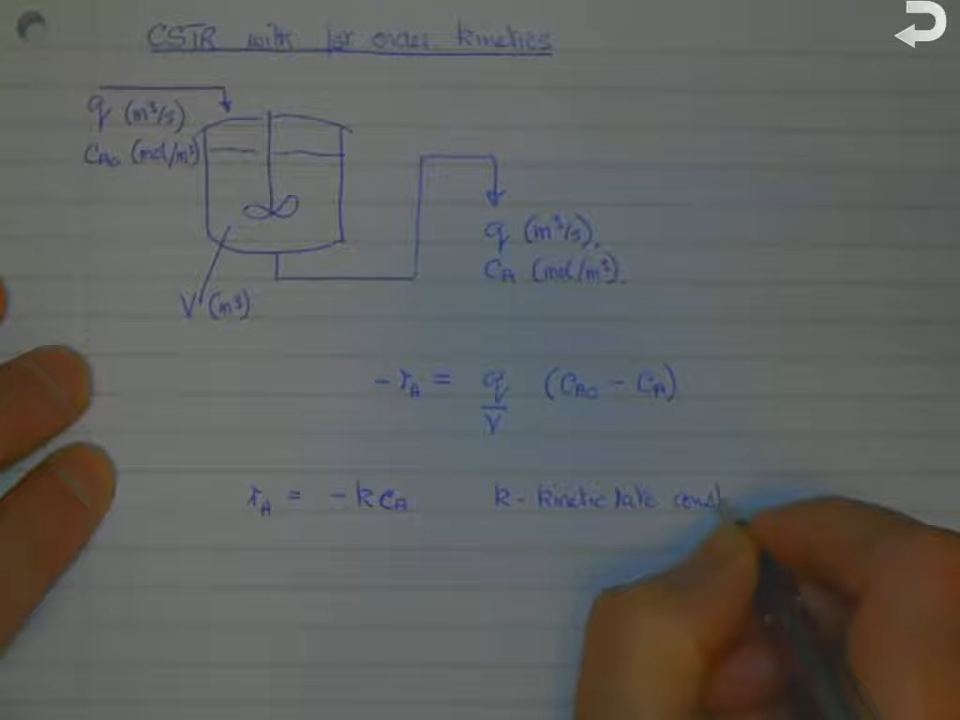 CSTR with 1st order kinetics
q (m³/s)
CA0 (mol/m³)
q (m³/s).
CA (mol/m³).
V (m³)
-rA = q/V (CA0 - CA)
rA = -kCA k - kinetic rate const